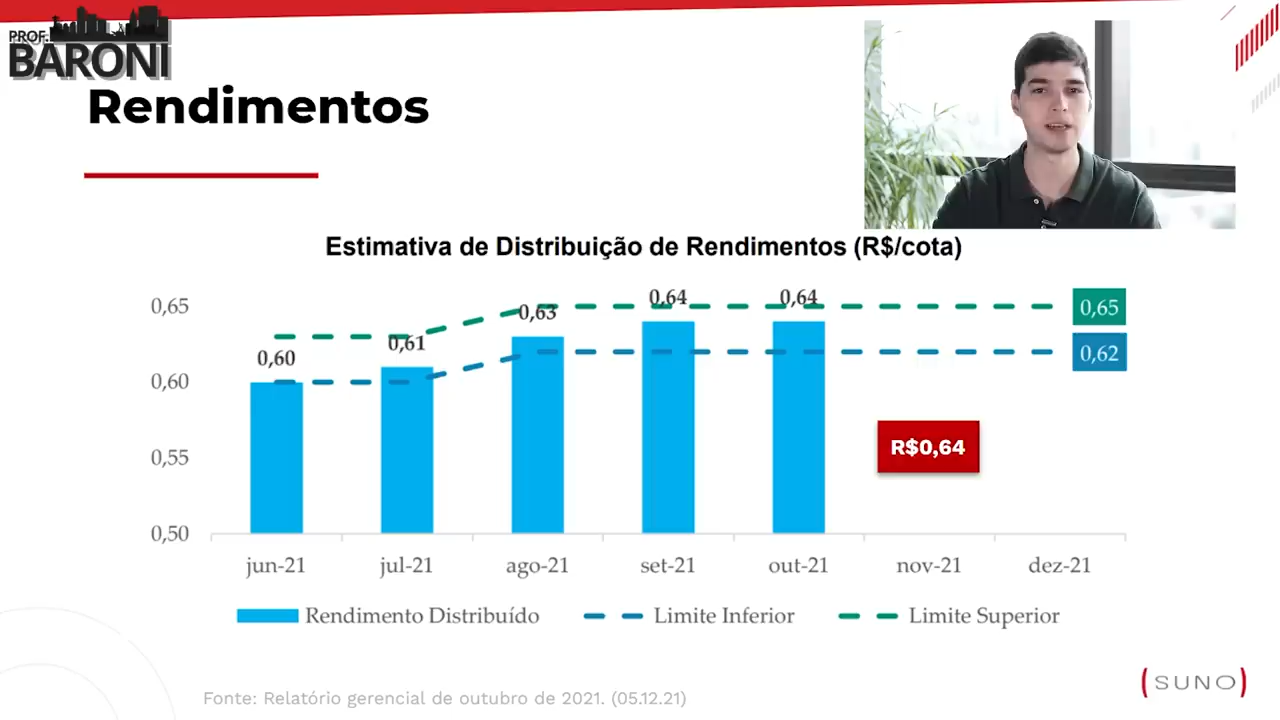 PROF.
BARONI
Rendimentos
Estimativa de Distribuição de Rendimentos (R$/cota)
0,65
0,60
0,55
0,50
0,60
0,61
0,63
0,64
0,64
0,65
0,62
R$0,64
jun-21
jul-21
ago-21
set-21
out-21
nov-21
dez-21
Rendimento Distribuído
Limite Inferior
Limite Superior
Fonte: Relatório gerencial de outubro de 2021. (05.12.21)
(SUNO)